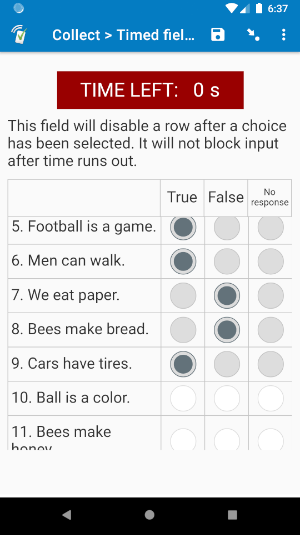 6:37
Collect > Timed fiel...
TIME LEFT: 0 s
This field will disable a row after a choice
has been selected. It will not block input
after time runs out.
True False No
response
5. Football is a game.
6. Men can walk.
7. We eat paper.
8. Bees make bread.
9. Cars have tires.
10. Ball is a color.
11. Bees make
honey.